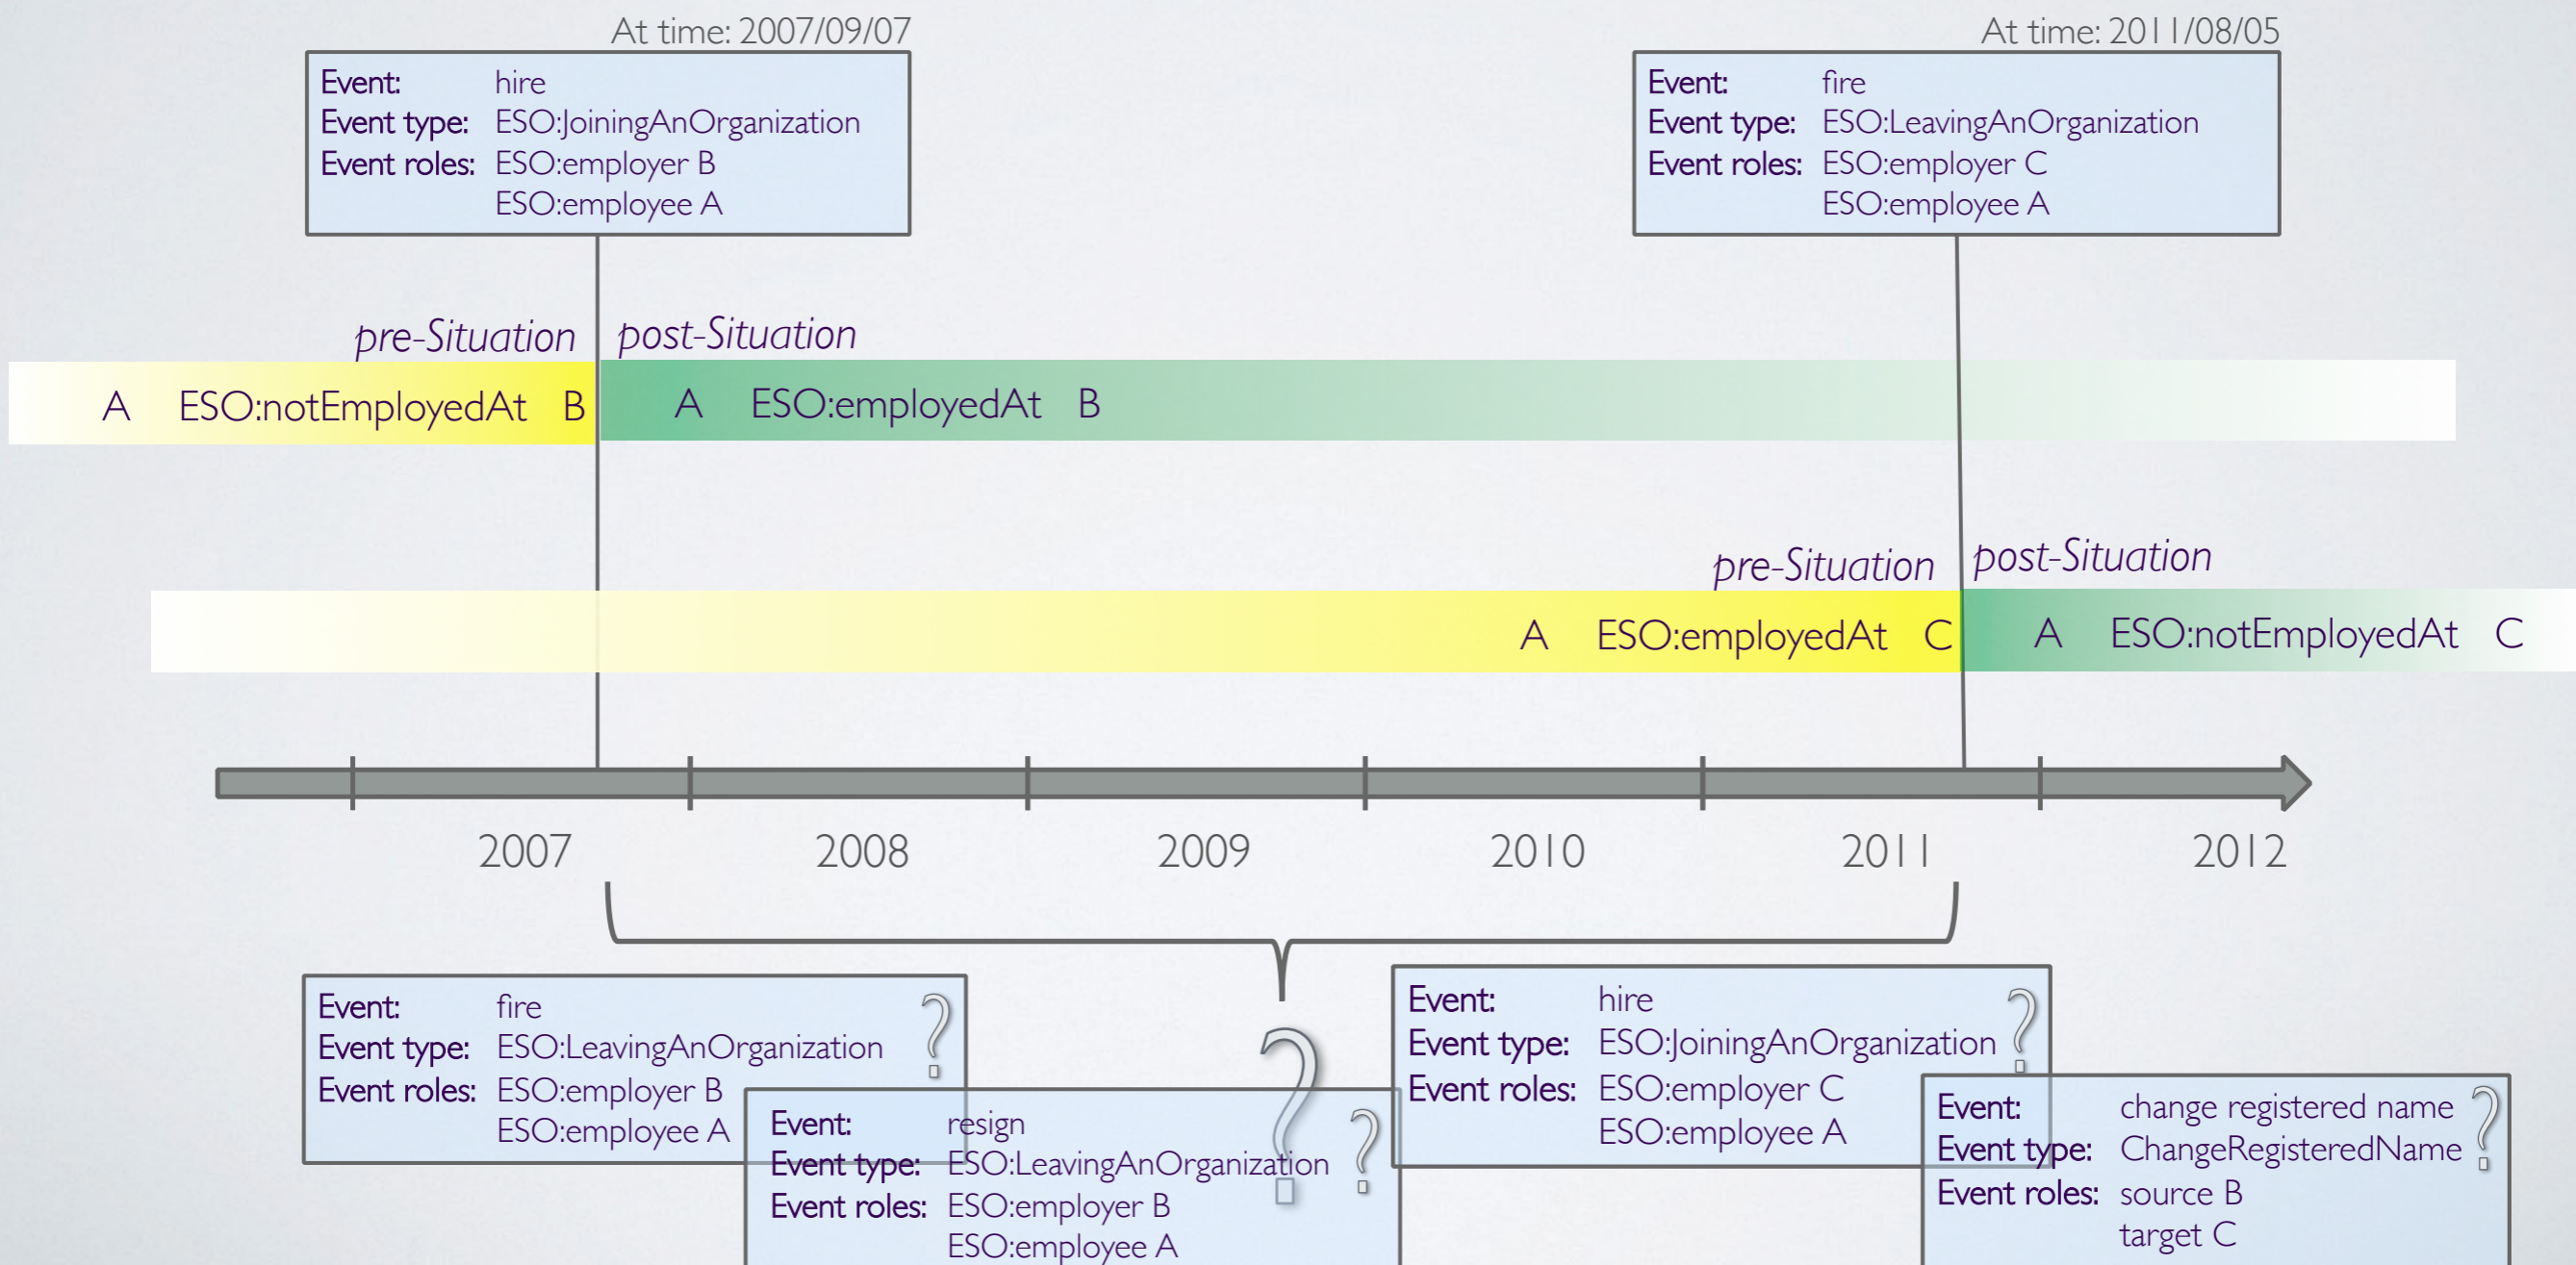 At time: 2007/09/07
Event: hire
Event type: ESO:JoiningAnOrganization
Event roles: ESO:employer B
ESO:employee A
At time: 2011/08/05
Event: fire
Event type: ESO:LeavingAnOrganization
Event roles: ESO:employer C
ESO:employee A
pre-Situation post-Situation
A ESO:notEmployedAt B A ESO:employedAt B
pre-Situation post-Situation
A ESO:employedAt C A ESO:notEmployedAt C
2007 2008 2009 2010 2011 2012
Event: fire ?
Event type: ESO:LeavingAnOrganization
Event roles: ESO:employer B
ESO:employee A
?
Event: resign ?
Event type: ESO:LeavingAnOrganization
Event roles: ESO:employer B
ESO:employee A
Event: hire ?
Event type: ESO:JoiningAnOrganization
Event roles: ESO:employer C
ESO:employee A
Event: change registered name ?
Event type: ChangeRegisteredName
Event roles: source B
target C